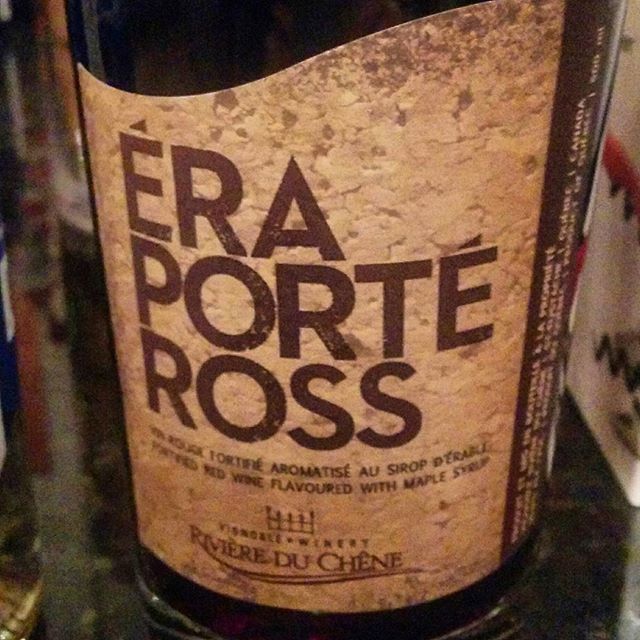 ÉRA
PORTÉ
ROSS
VIN ROUGE FORTIFIÉ AROMATISÉ AU SIROP D'ÉRABLE
FORTIFIED RED WINE FLAVOURED WITH MAPLE SYRUP
VIGNOBLE • WINERY
RIVIÈRE DU CHÊNE